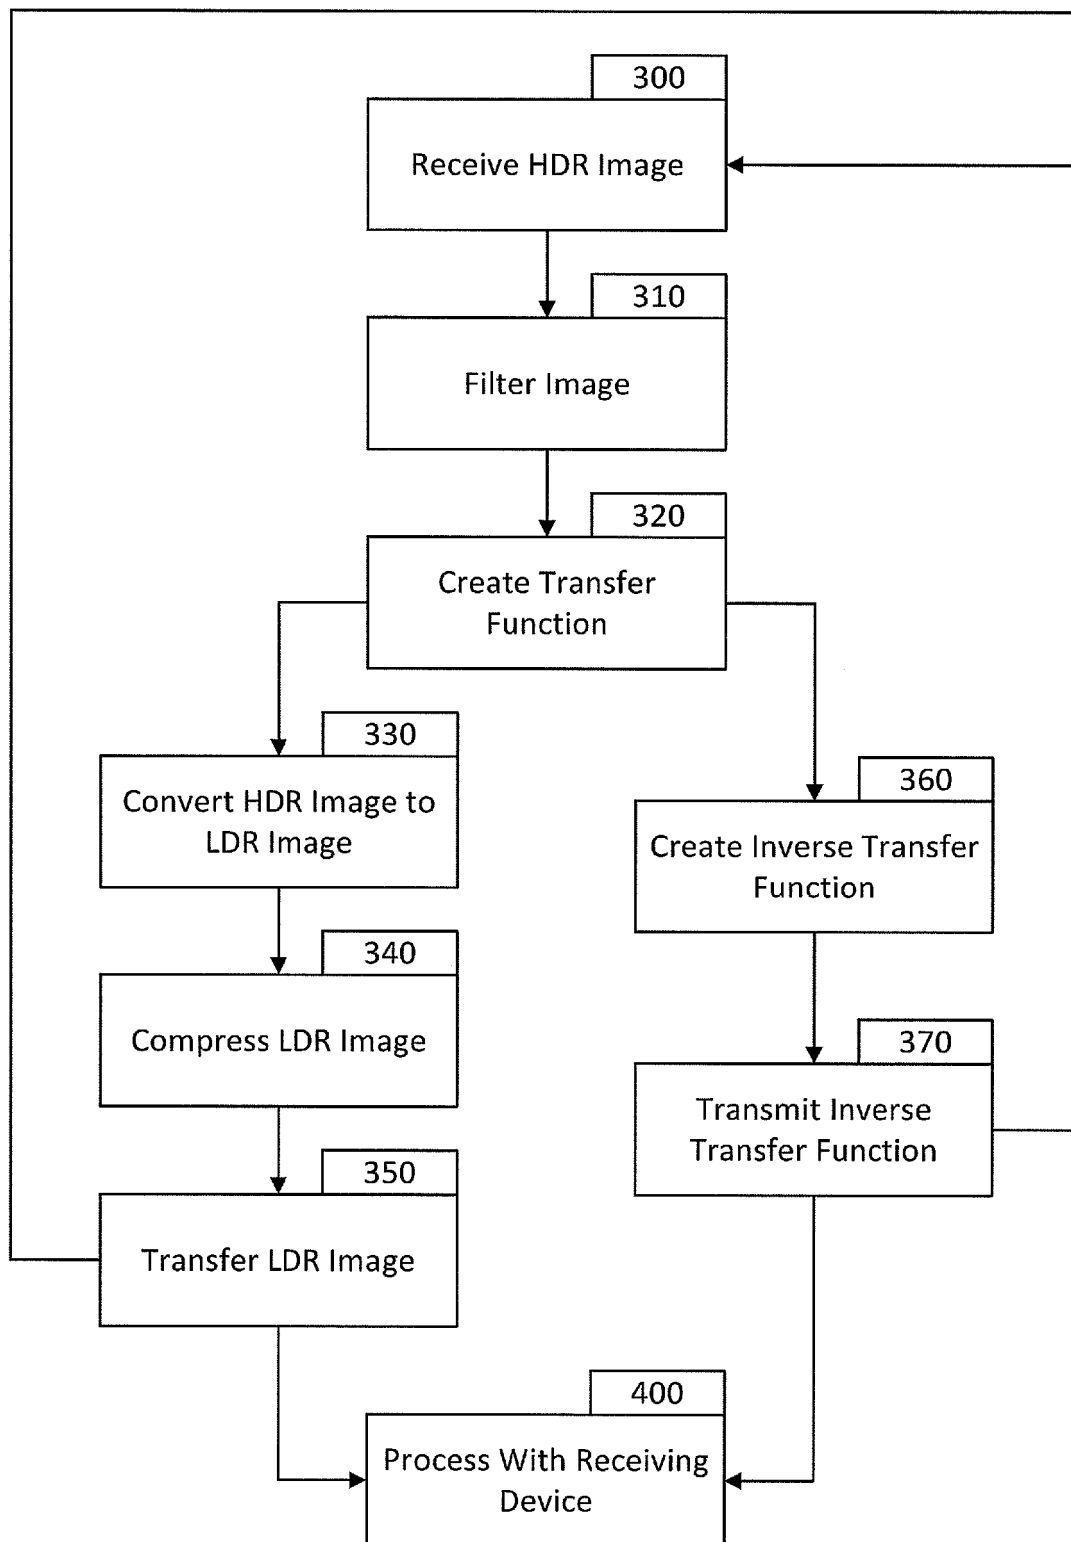 300
Receive HDR Image
310
Filter Image
320
Create Transfer
Function
330
Convert HDR Image to
LDR Image
340
Compress LDR Image
350
Transfer LDR Image
360
Create Inverse Transfer
Function
370
Transmit Inverse
Transfer Function
400
Process With Receiving
Device